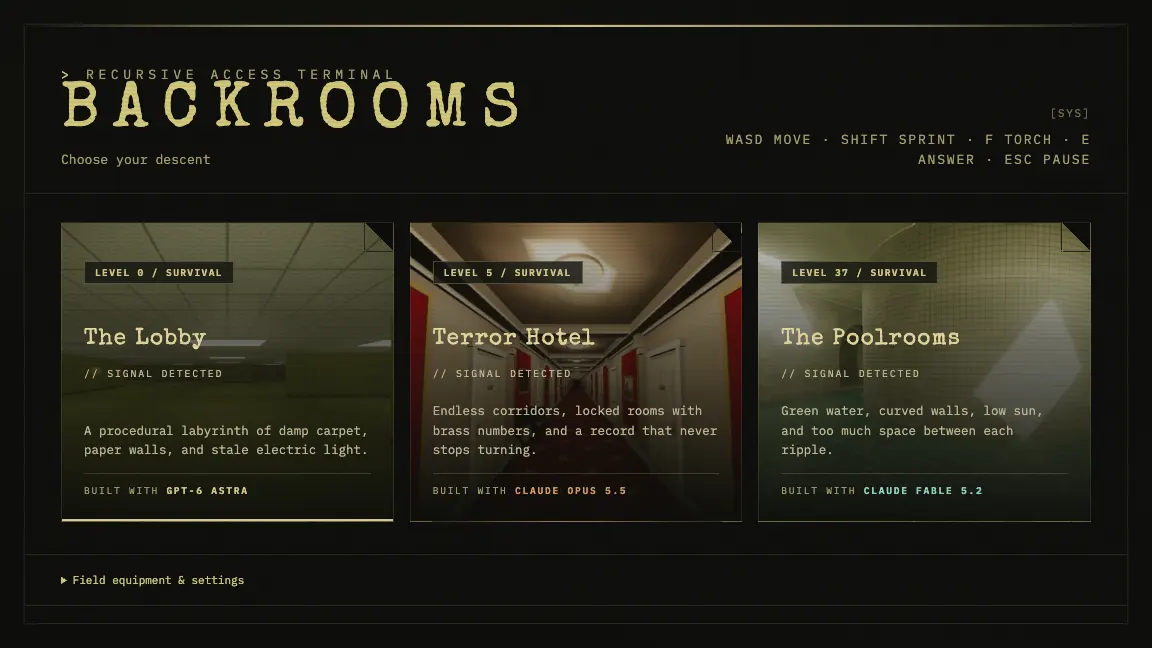 > RECURSIVE ACCESS TERMINAL
BACKROOMS
Choose your descent
[SYS]
WASD MOVE · SHIFT SPRINT · F TORCH · E
ANSWER · ESC PAUSE
LEVEL 0 / SURVIVAL
The Lobby
// SIGNAL DETECTED
A procedural labyrinth of damp carpet,
paper walls, and stale electric light.
BUILT WITH GPT-6 ASTRA
LEVEL 5 / SURVIVAL
Terror Hotel
// SIGNAL DETECTED
Endless corridors, locked rooms with
brass numbers, and a record that never
stops turning.
BUILT WITH CLAUDE OPUS 5.5
LEVEL 37 / SURVIVAL
The Poolrooms
// SIGNAL DETECTED
Green water, curved walls, low sun,
and too much space between each
ripple.
BUILT WITH CLAUDE FABLE 5.2
Field equipment & settings